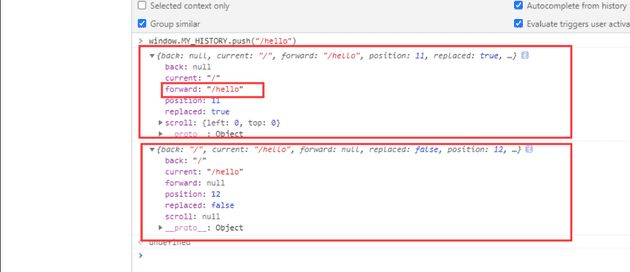 Selected context only
Autocomplete from history
Group similar
Evaluate triggers user activa
> window.MY_HISTORY.push("/hello")
▼{back: null, current: "/", forward: "/hello", position: 11, replaced: true, …}
back: null
current: "/"
forward: "/hello"
position: 11
replaced: true
▶ scroll: {left: 0, top: 0}
▶ __proto__: Object
▼{back: "/", current: "/hello", forward: null, replaced: false, position: 12, …}
back: "/"
current: "/hello"
forward: null
position: 12
replaced: false
scroll: null
▶ __proto__: Object
undefined
>